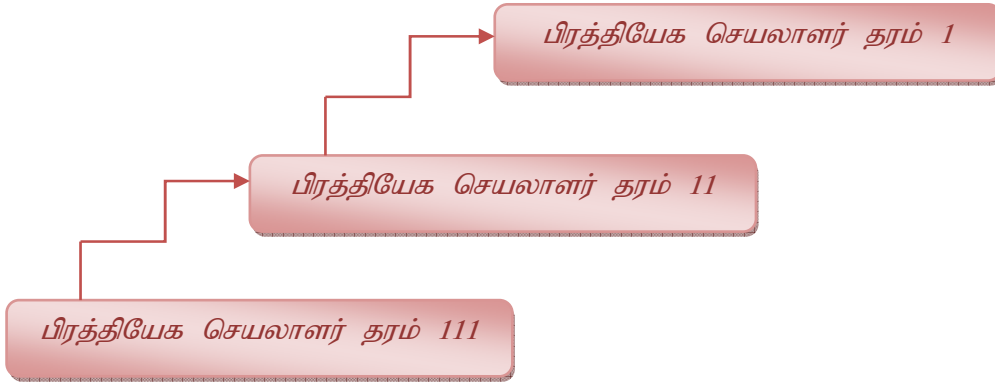 பிரத்தியேக செயலாளர் தரம் 1
பிரத்தியேக செயலாளர் தரம் 11
பிரத்தியேக செயலாளர் தரம் 111